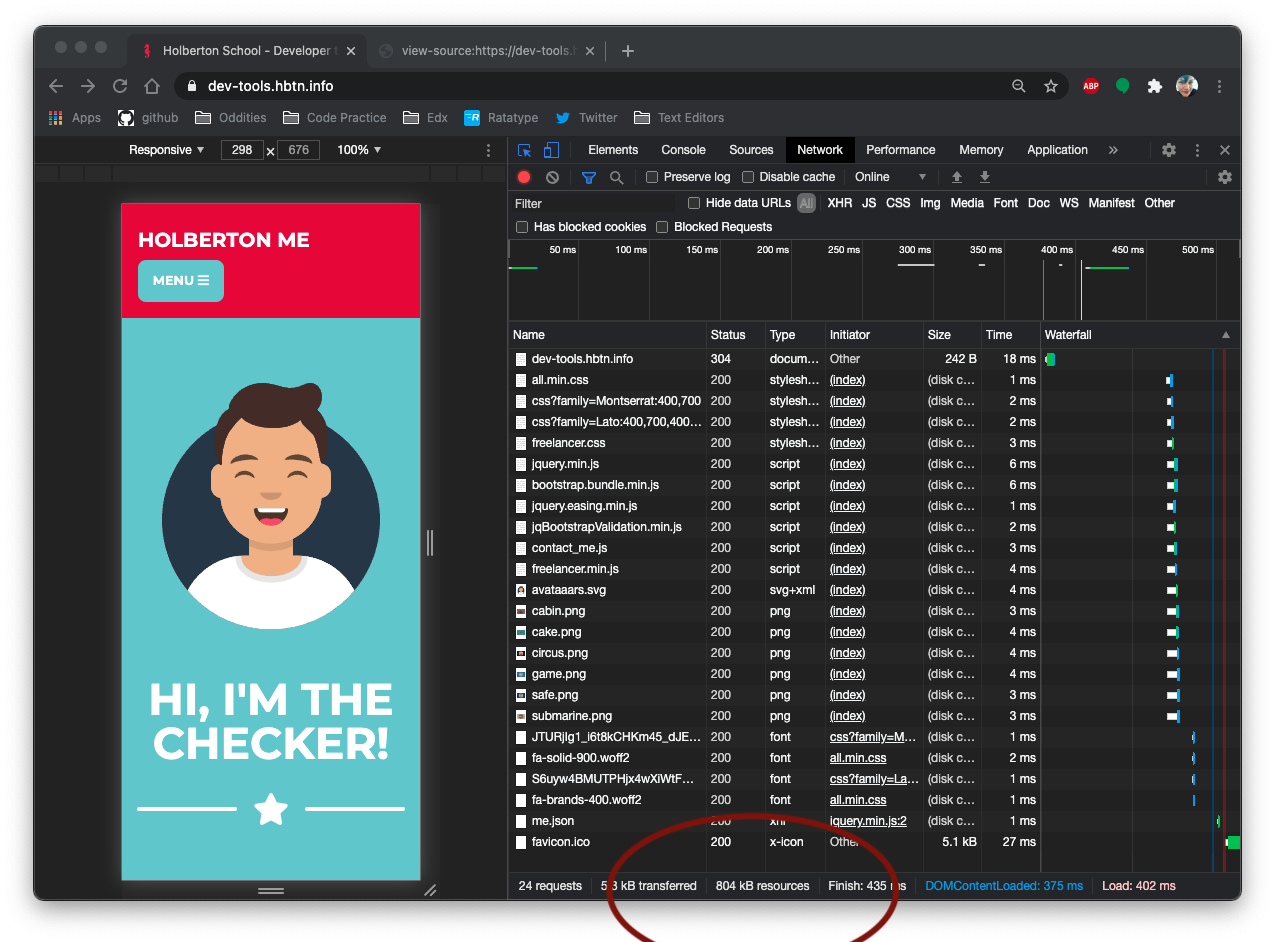 Holberton School - Developer t
view-source:https://dev-tools.h
dev-tools.hbtn.info
ABP
Apps github Oddities Code Practice Edx Ratatype Twitter Text Editors
Responsive 298 x 676 100%
Elements Console Sources Network Performance Memory Application »
Preserve log Disable cache Online
Filter Hide data URLs All XHR JS CSS Img Media Font Doc WS Manifest Other
Has blocked cookies Blocked Requests
50 ms 100 ms 150 ms 200 ms 250 ms 300 ms 350 ms 400 ms 450 ms 500 ms
HOLBERTON ME
MENU
HI, I'M THE
CHECKER!
Name Status Type Initiator Size Time Waterfall
dev-tools.hbtn.info 304 docum... Other 242 B 18 ms
all.min.css 200 stylesh... (index) (disk c... 1 ms
css?family=Montserrat:400,700 200 stylesh... (index) (disk c... 2 ms
css?family=Lato:400,700,400... 200 stylesh... (index) (disk c... 2 ms
freelancer.css 200 stylesh... (index) (disk c... 3 ms
jquery.min.js 200 script (index) (disk c... 6 ms
bootstrap.bundle.min.js 200 script (index) (disk c... 6 ms
jquery.easing.min.js 200 script (index) (disk c... 1 ms
jqBootstrapValidation.min.js 200 script (index) (disk c... 2 ms
contact_me.js 200 script (index) (disk c... 3 ms
freelancer.min.js 200 script (index) (disk c... 4 ms
avataaars.svg 200 svg+xml (index) (disk c... 4 ms
cabin.png 200 png (index) (disk c... 3 ms
cake.png 200 png (index) (disk c... 4 ms
circus.png 200 png (index) (disk c... 4 ms
game.png 200 png (index) (disk c... 4 ms
safe.png 200 png (index) (disk c... 3 ms
submarine.png 200 png (index) (disk c... 3 ms
JTURjIg1_i6t8kCHKm45_dJE... 200 font css?family=M... (disk c... 1 ms
fa-solid-900.woff2 200 font all.min.css (disk c... 2 ms
S6uyw4BMUTPHjx4wXiWtF... 200 font css?family=La... (disk c... 1 ms
fa-brands-400.woff2 200 font all.min.css (disk c... 1 ms
me.json 200 xhr jquery.min.js:2 (disk c... 1 ms
favicon.ico 200 x-icon Other 5.1 kB 27 ms
24 requests 5.3 kB transferred 804 kB resources Finish: 435 ms DOMContentLoaded: 375 ms Load: 402 ms